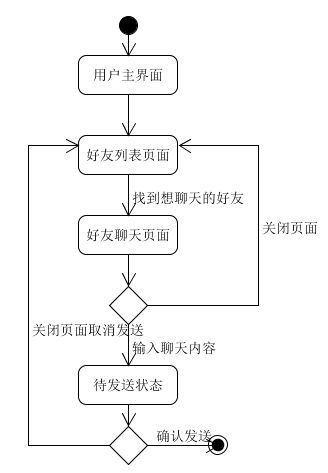 用户主界面
好友列表页面
找到想聊天的好友
关闭页面
好友聊天页面
关闭页面取消发送
输入聊天内容
待发送状态
确认发送